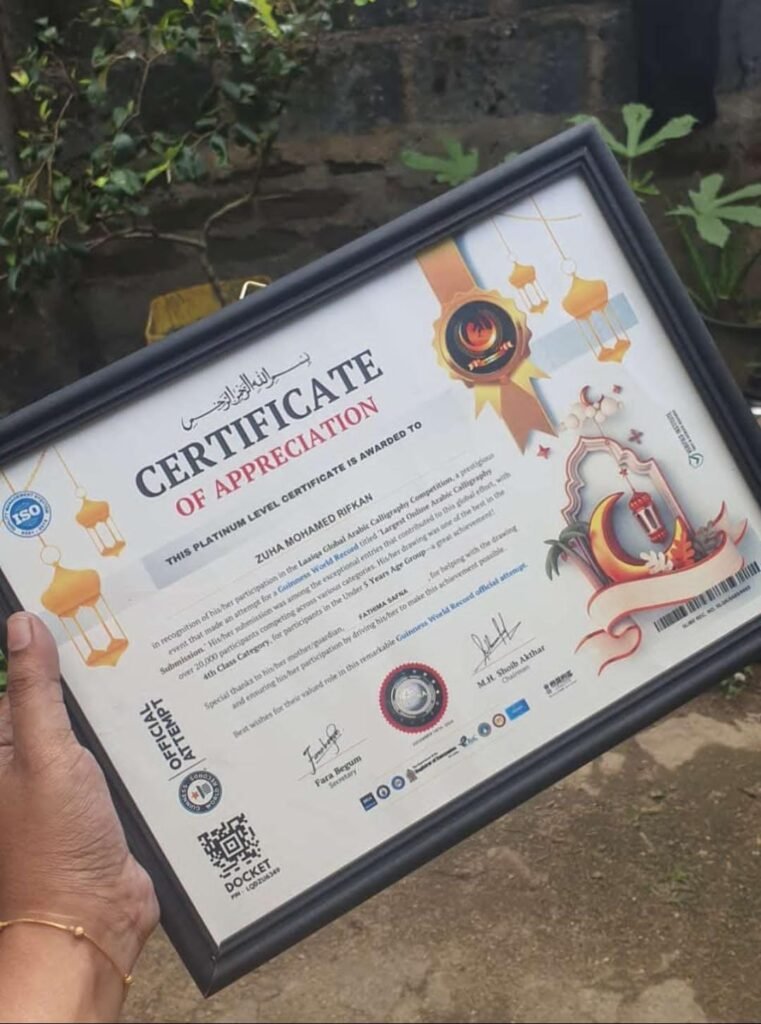 بسم الله الرحمن الرحيم
CERTIFICATE
OF APPRECIATION
THIS PLATINUM LEVEL CERTIFICATE IS AWARDED TO
ZUHA MOHAMED RIFKAN
in recognition of his/her participation in the Luaiqa Global Arabic Calligraphy Competition, a prestigious
event that made an attempt for a Guinness World Record titled 'Largest Online Arabic Calligraphy
Submission.' His/her submission was among the exceptional entries that contributed to this global effort, with
over 20,000 participants competing across various categories. His/her drawing was one of the best in the
4th Class Category, for participants in the Under 5 Years Age Group—a great achievement!
Special thanks to his/her mother/guardian, FATHIMA SAFNA, for helping with the drawing
and ensuring his/her participation by driving him/her to make this achievement possible.
Best wishes for their valued role in this remarkable Guinness World Record official attempt.
Fara Begum
Secretary
M.H. Shoib Akthar
Chairman
ISO
OFFICIAL
ATTEMPT
GUINNESS WORLD RECORDS
DOCKET